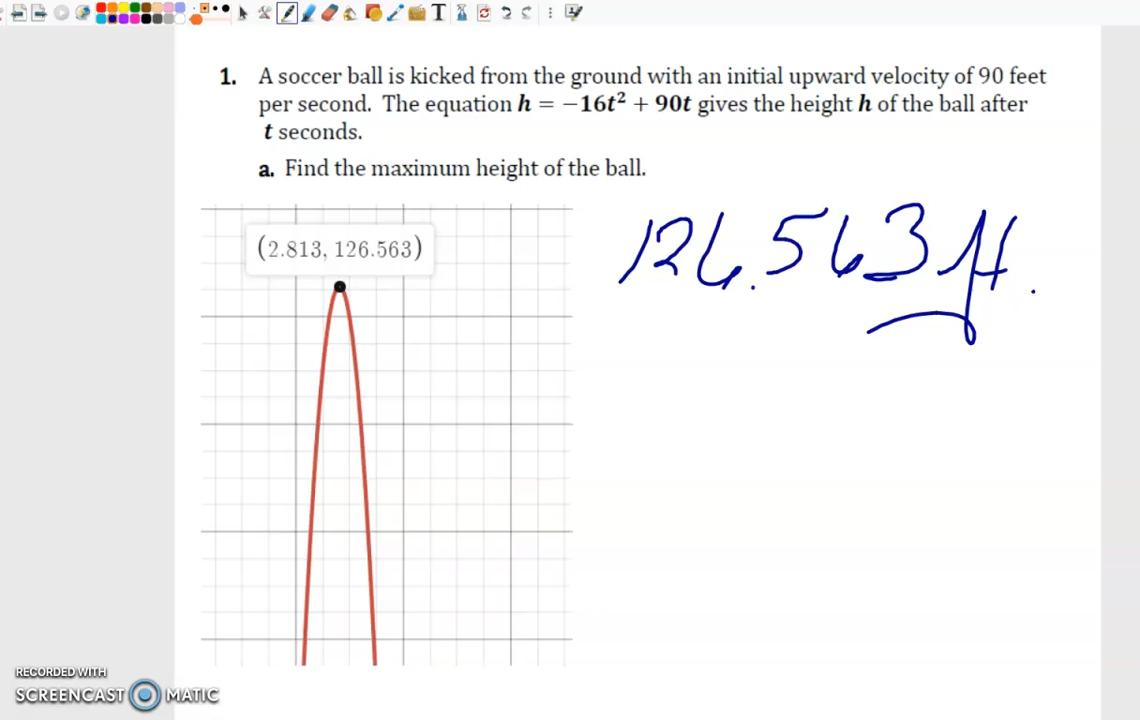 1. A soccer ball is kicked from the ground with an initial upward velocity of 90 feet
per second. The equation h = −16t² + 90t gives the height h of the ball after
t seconds.
a. Find the maximum height of the ball.
(2.813, 126.563)
126.563 ft.
RECORDED WITH
SCREENCAST MATIC